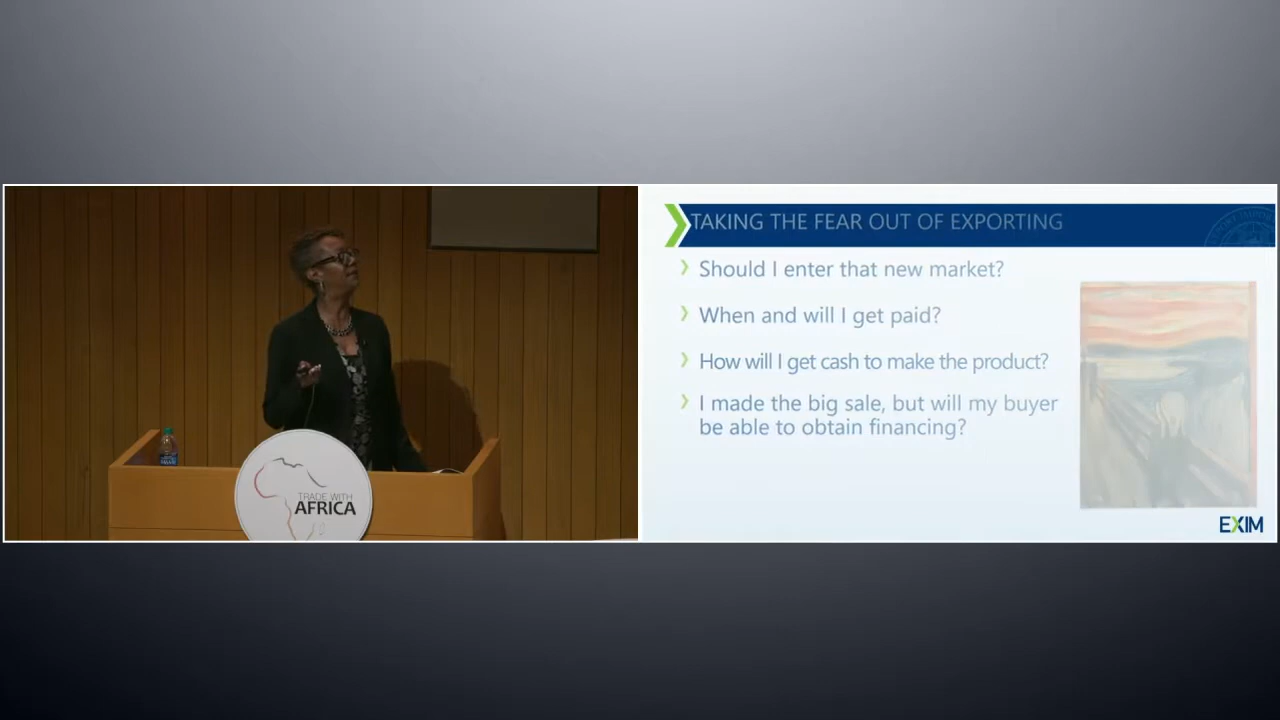 TRADE WITH
AFRICA
TAKING THE FEAR OUT OF EXPORTING
Should I enter that new market?
When and will I get paid?
How will I get cash to make the product?
I made the big sale, but will my buyer
be able to obtain financing?
EXIM